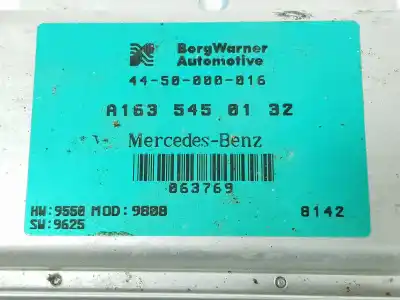 BorgWarner
Automotive
44-50-000-016
A163 545 01 32
Mercedes-Benz
063769
HW:9550 MOD:9808 8142
SW:9625